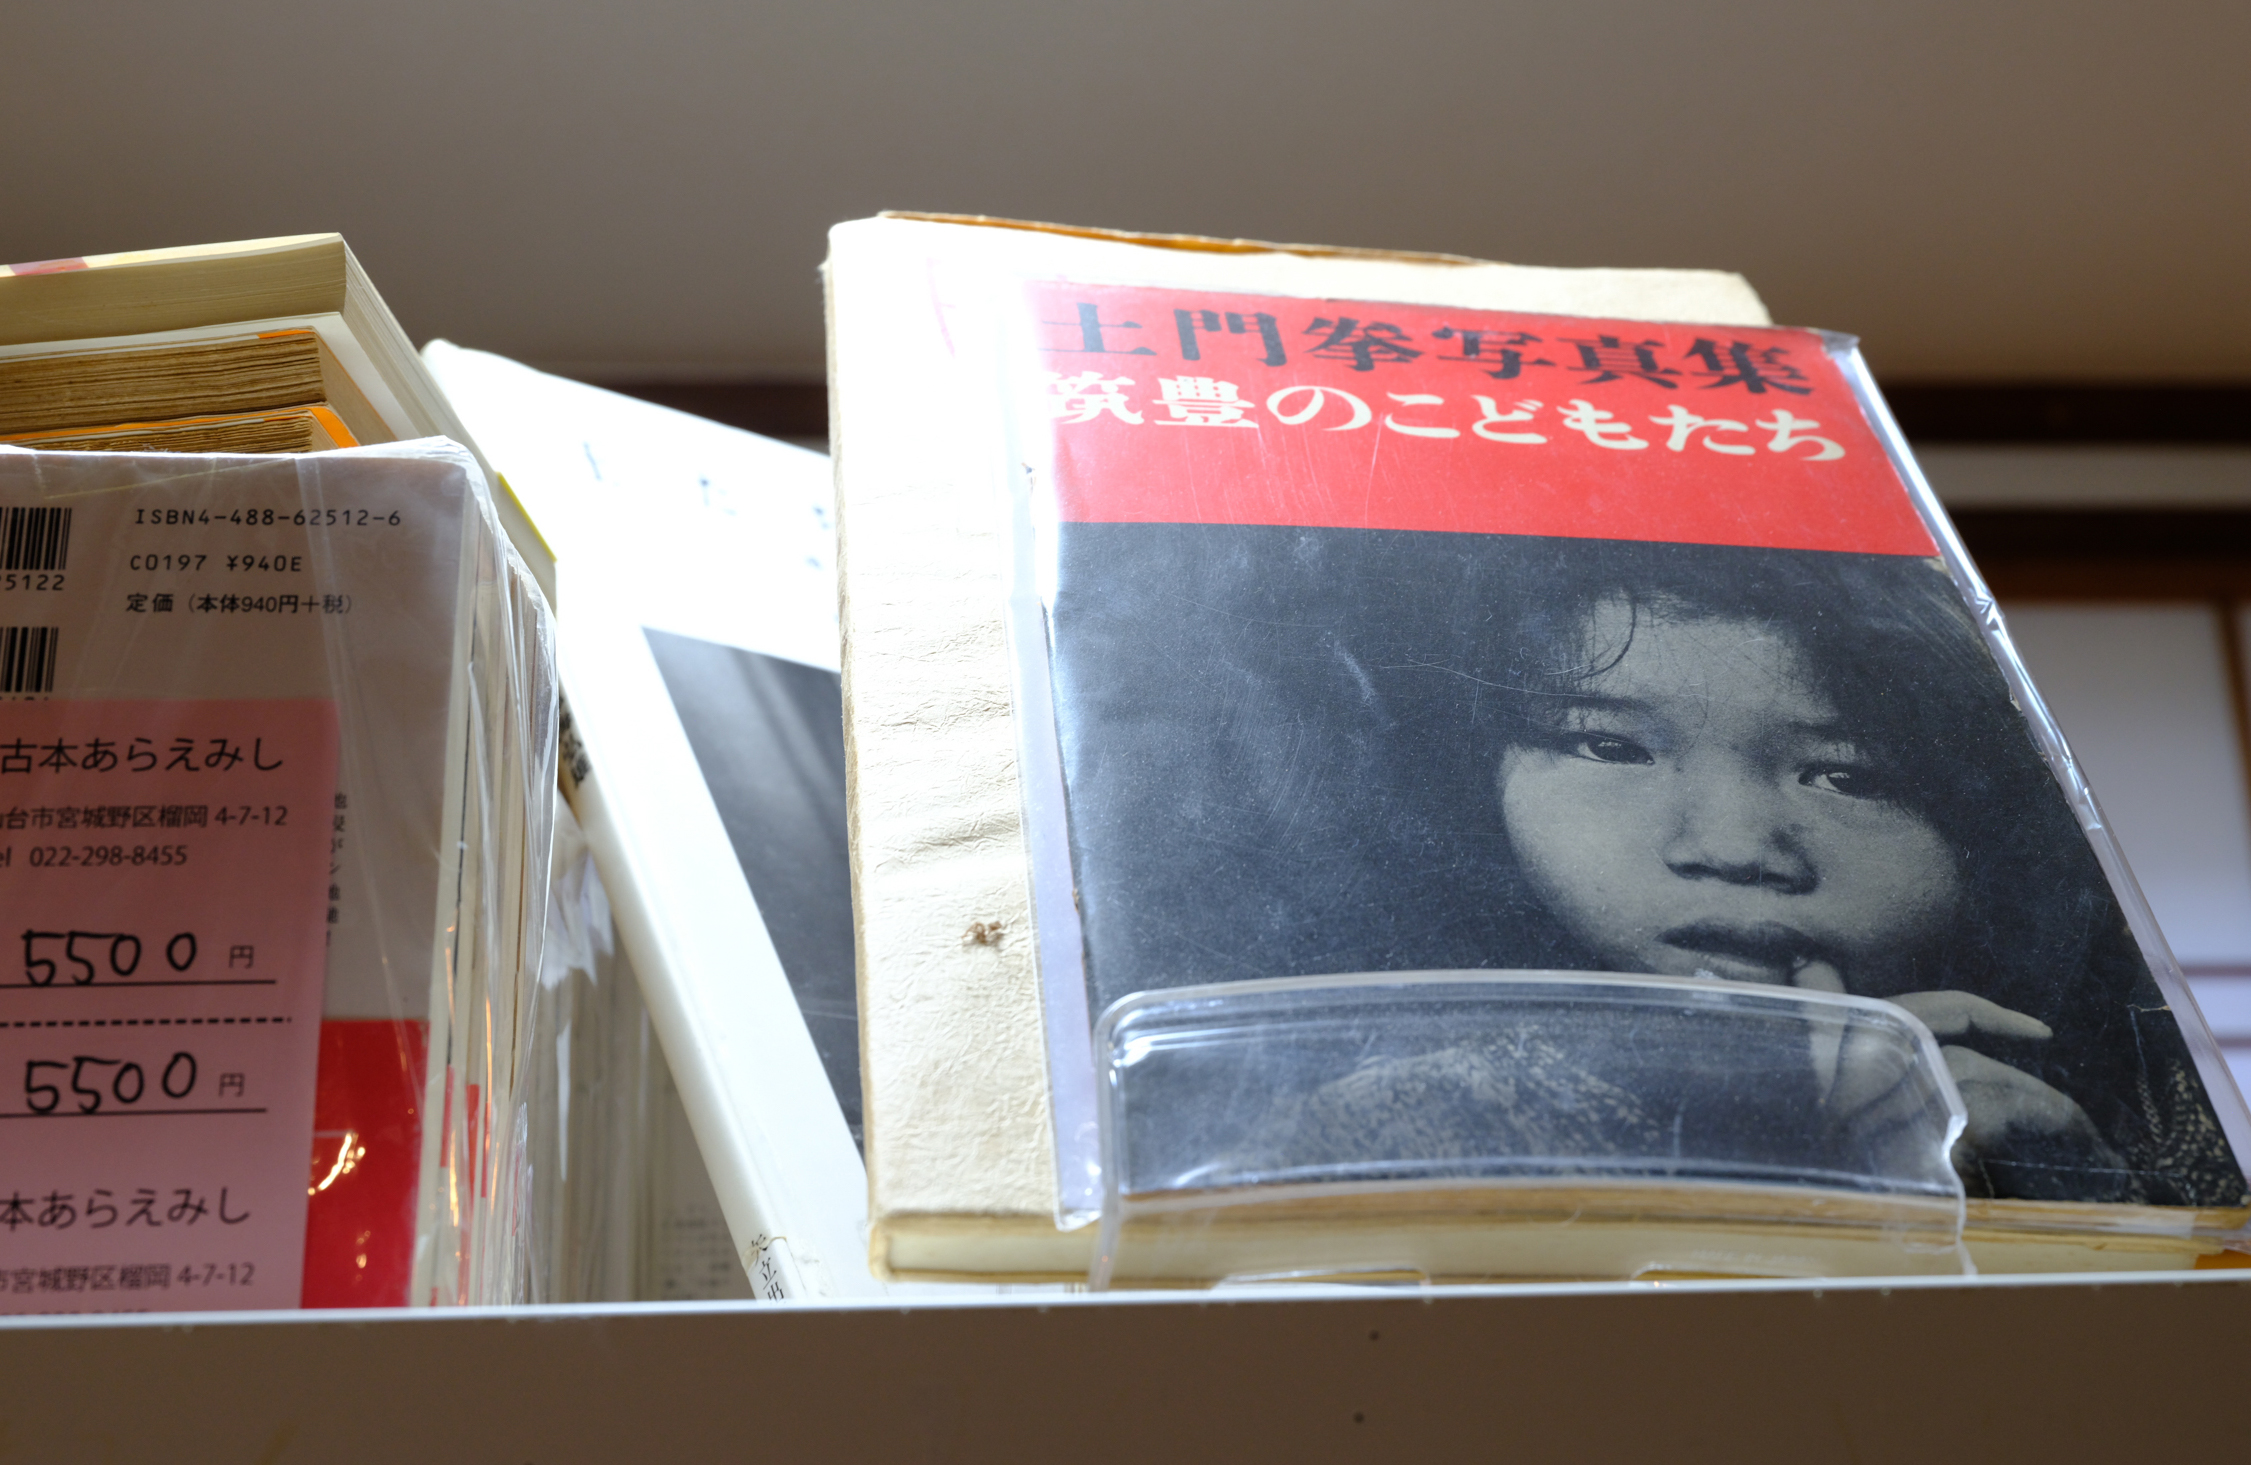 土門拳写真集
筑豊のこどもたち
ISBN4-488-62512-6
C0197 ¥940E
定価（本体940円＋税）
5122
古本あらえみし
台市宮城野区榴岡 4-7-12
el 022-298-8455
5500 円
5500 円
本あらえみし
市宮城野区榴岡 4-7-12